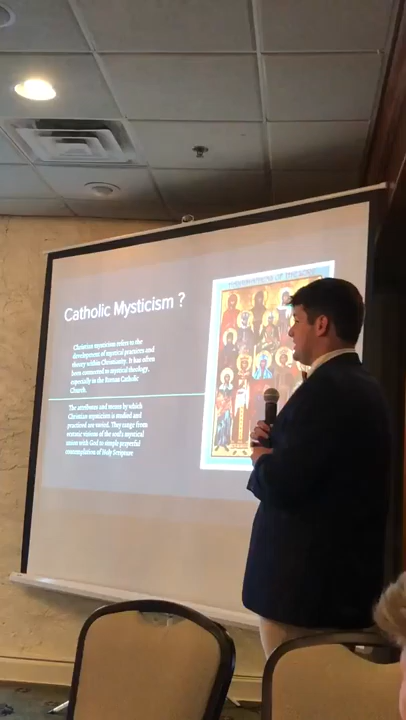 Catholic Mysticism ?
Christian mysticism refers to the
development of mystical practices and
theory within Christianity. It has often
been connected to mystical theology,
especially in the Roman Catholic
Church.
The attributes and means by which
Christian mysticism is studied and
practiced are varied. They range from
ecstatic visions of the soul's mystical
union with God to simple prayerful
contemplation of Holy Scripture